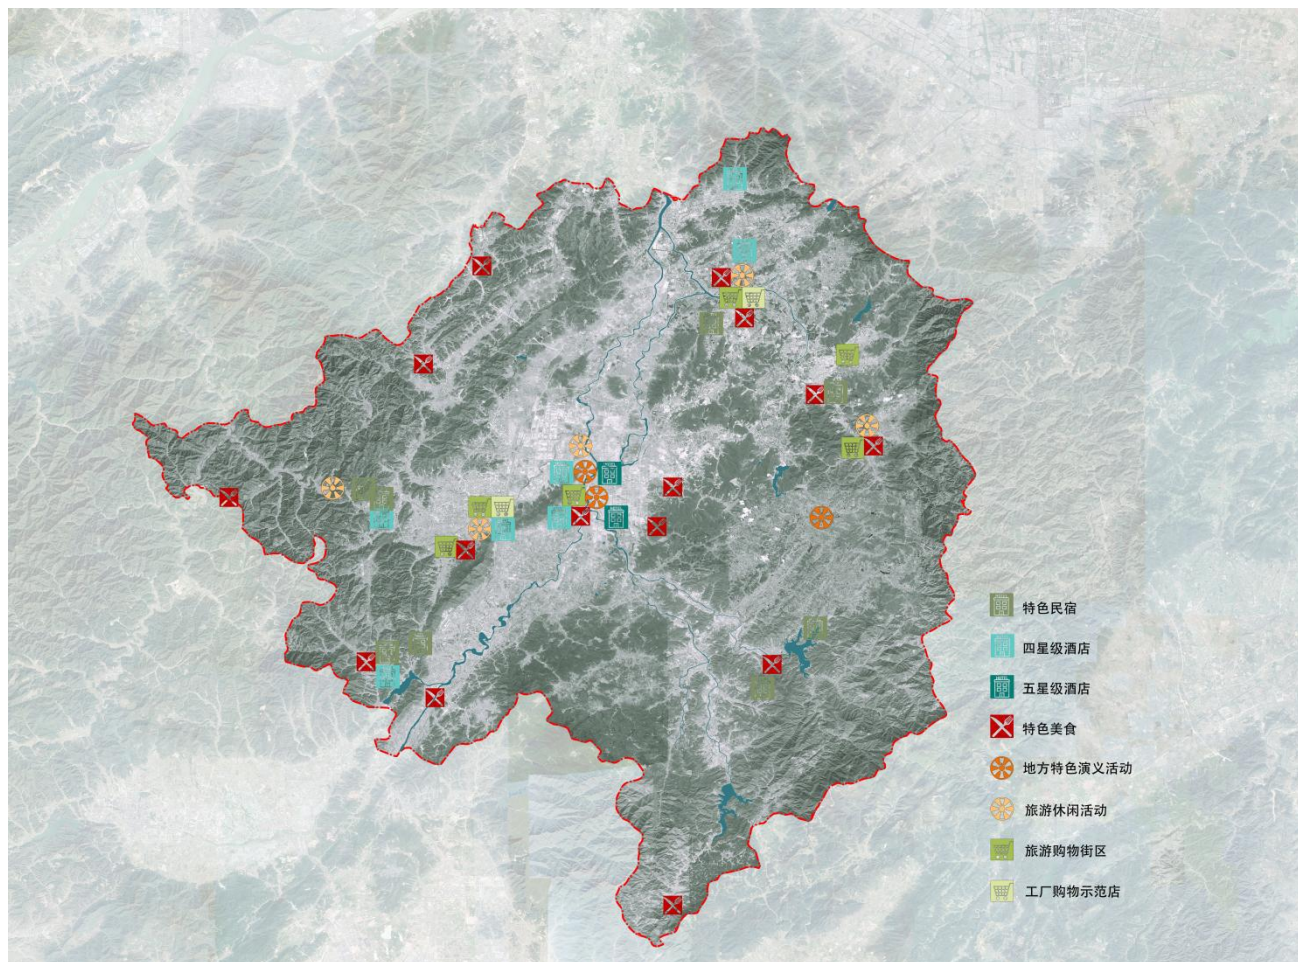 特色民宿
四星级酒店
五星级酒店
特色美食
地方特色演义活动
旅游休闲活动
旅游购物街区
工厂购物示范店